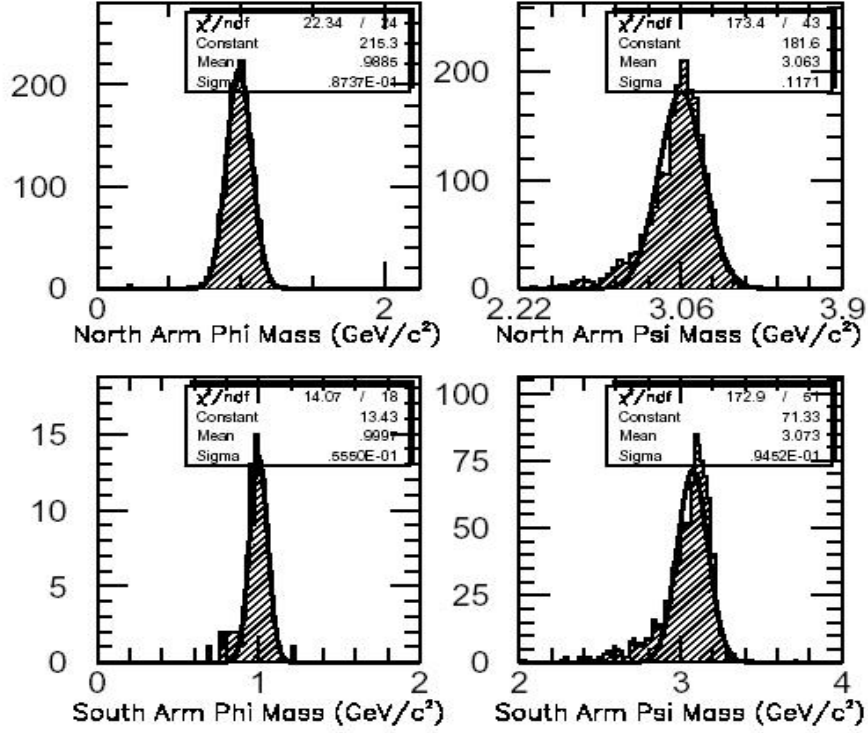 χ²/ndf 22.34 / 24
Constant 215.3
Mean .9885
Sigma .8737E-01
200
100
0
0 2
North Arm Phi Mass (GeV/c²)
χ²/ndf 173.4 / 43
Constant 181.6
Mean 3.063
Sigma .1171
200
100
0
2.22 3.06 3.9
North Arm Psi Mass (GeV/c²)
χ²/ndf 14.07 / 18
Constant 13.43
Mean .9997
Sigma .5550E-01
15
10
5
0
0 1 2
South Arm Phi Mass (GeV/c²)
χ²/ndf 172.9 / 51
Constant 71.33
Mean 3.073
Sigma .9452E-01
100
75
50
25
0
2 3 4
South Arm Psi Mass (GeV/c²)